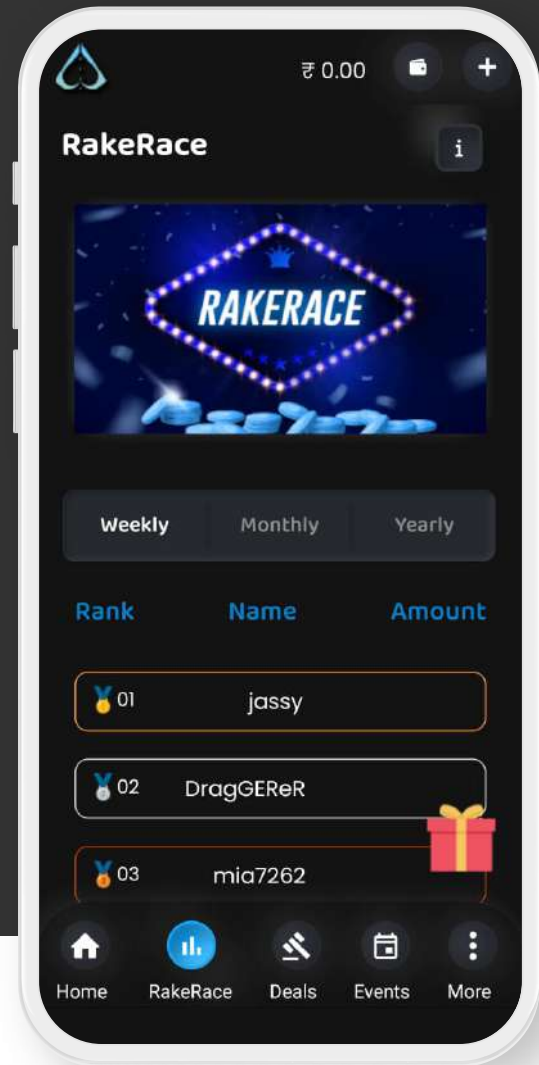 ₹ 0.00
RakeRace
i
RAKERACE
Weekly Monthly Yearly
Rank Name Amount
01 jassy
02 DragGEReR
03 mia7262
Home RakeRace Deals Events More